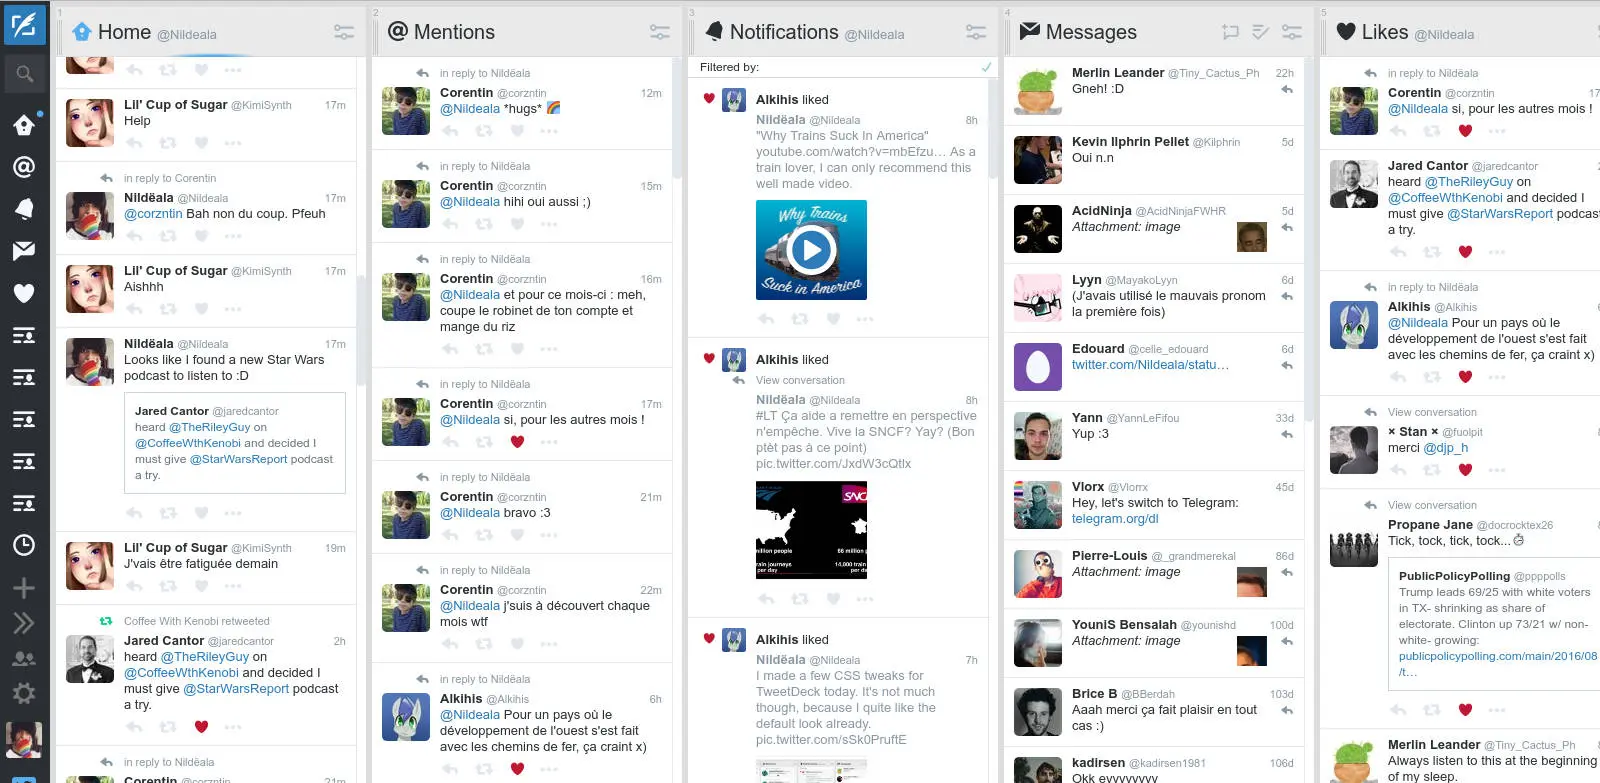 1
Home @Nildeala
Lil' Cup of Sugar @KimiSynth 17m
Help
in reply to Corentin
Nildëala @Nildeala 17m
@corzntin Bah non du coup. Pfeuh
Lil' Cup of Sugar @KimiSynth 17m
Aishhh
Nildëala @Nildeala 17m
Looks like I found a new Star Wars
podcast to listen to :D
Jared Cantor @jaredcantor
heard @TheRileyGuy on
@CoffeeWthKenobi and decided I
must give @StarWarsReport podcast
a try.
Lil' Cup of Sugar @KimiSynth 19m
J'vais être fatiguée demain
Coffee With Kenobi retweeted
Jared Cantor @jaredcantor 2h
heard @TheRileyGuy on
@CoffeeWthKenobi and decided I
must give @StarWarsReport podcast
a try.
in reply to Nildëala
Corentin @corzntin 21m
2
@ Mentions
in reply to Nildëala
Corentin @corzntin 12m
@Nildeala *hugs* 🌈
in reply to Nildëala
Corentin @corzntin 15m
@Nildeala hihi oui aussi ;)
in reply to Nildëala
Corentin @corzntin 16m
@Nildeala et pour ce mois-ci : meh,
coupe le robinet de ton compte et
mange du riz
in reply to Nildëala
Corentin @corzntin 17m
@Nildeala si, pour les autres mois !
in reply to Nildëala
Corentin @corzntin 21m
@Nildeala bravo :3
in reply to Nildëala
Corentin @corzntin 22m
@Nildeala j'suis à découvert chaque
mois wtf
in reply to Nildëala
Alkihis @Alkihis 6h
@Nildeala Pour un pays où le
développement de l'ouest s'est fait
avec les chemins de fer, ça craint x)
3
Notifications @Nildeala
Filtered by:
Alkihis liked
Nildëala @Nildeala 8h
"Why Trains Suck In America"
youtube.com/watch?v=mbEfzu… As a
train lover, I can only recommend this
well made video.
Why Trains
Suck in America
Alkihis liked
View conversation
Nildëala @Nildeala 8h
#LT Ça aide a remettre en perspective
n'empêche. Vive la SNCF? Yay? (Bon
ptèt pas à ce point)
pic.twitter.com/JxdW3cQtIx
SNC
million people 66 million p
train journeys 14,000 train
per day per da
Alkihis liked
Nildëala @Nildeala 7h
I made a few CSS tweaks for
TweetDeck today. It's not much
though, because I quite like the
default look already.
pic.twitter.com/sSk0PruftE
4
Messages
Merlin Leander @Tiny_Cactus_Ph 22h
Gneh! :D
Kevin Ilphrin Pellet @Kilphrin 5d
Oui n.n
AcidNinja @AcidNinjaFWHR 5d
Attachment: image
Lyyn @MayakoLyyn 6d
(J'avais utilisé le mauvais pronom
la première fois)
Edouard @celie_edouard 6d
twitter.com/Nildeala/statu…
Yann @YannLeFifou 33d
Yup :3
Vlorx @Vlorrx 45d
Hey, let's switch to Telegram:
telegram.org/dl
Pierre-Louis @_grandmerekal 86d
Attachment: image
YouniS Bensalah @younishd 100d
Attachment: image
Brice B @BBerdah 103d
Aaah merci ça fait plaisir en tout
cas :)
kadirsen @kadirsen1981 106d
Okk eyvvvvvvv
5
Likes @Nildeala
in reply to Nildëala
Corentin @corzntin 17
@Nildeala si, pour les autres mois !
Jared Cantor @jaredcantor 2
heard @TheRileyGuy on
@CoffeeWthKenobi and decided I
must give @StarWarsReport podcast
a try.
in reply to Nildëala
Alkihis @Alkihis 6
@Nildeala Pour un pays où le
développement de l'ouest s'est fait
avec les chemins de fer, ça craint x)
View conversation
× Stan × @fuolpit 8
merci @djp_h
View conversation
Propane Jane @docrocktex26 8
Tick, tock, tick, tock...⏱
PublicPolicyPolling @ppppolls
Trump leads 69/25 with white voters
in TX- shrinking as share of
electorate. Clinton up 73/21 w/ non-
white- growing:
publicpolicypolling.com/main/2016/08
/t…
Merlin Leander @Tiny_Cactus_Ph 8
Always listen to this at the beginning
of my sleep.